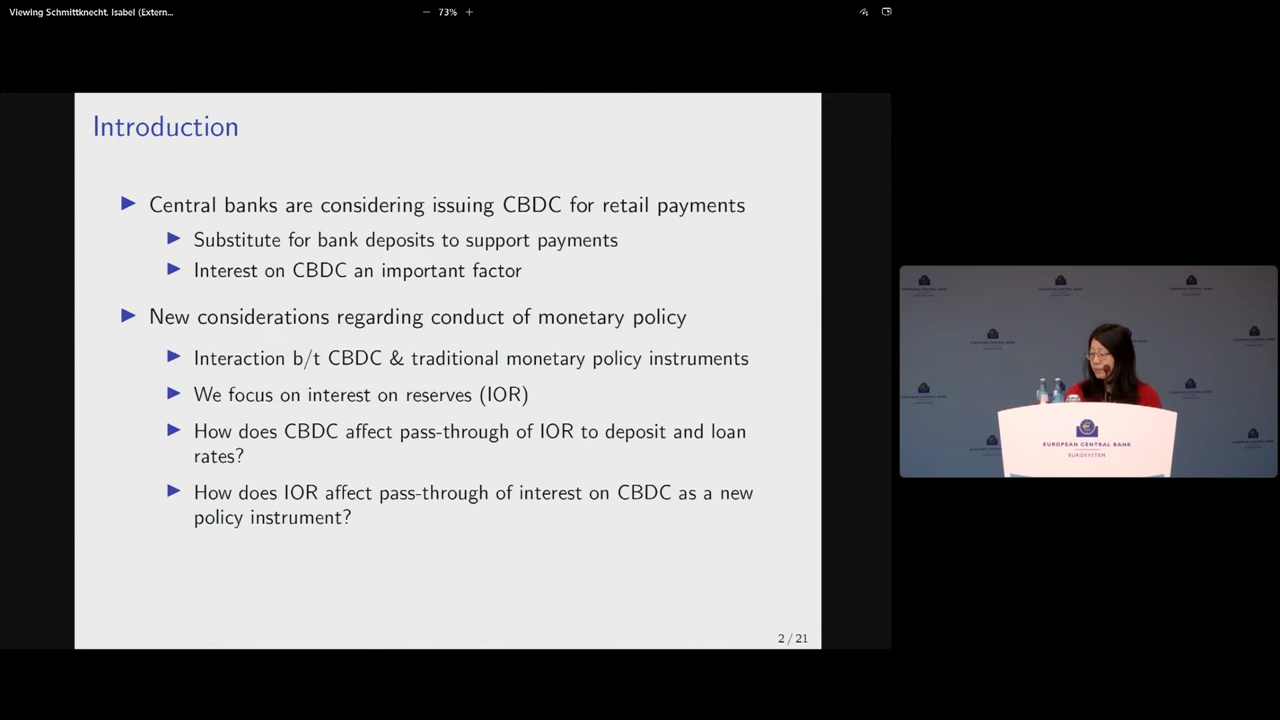 Viewing Schmittknecht, Isabel (Extern...
73%
Introduction
Central banks are considering issuing CBDC for retail payments
Substitute for bank deposits to support payments
Interest on CBDC an important factor
New considerations regarding conduct of monetary policy
Interaction b/t CBDC & traditional monetary policy instruments
We focus on interest on reserves (IOR)
How does CBDC affect pass-through of IOR to deposit and loan
rates?
How does IOR affect pass-through of interest on CBDC as a new
policy instrument?
2 / 21
EUROPEAN CENTRAL BANK
EUROSYSTEM